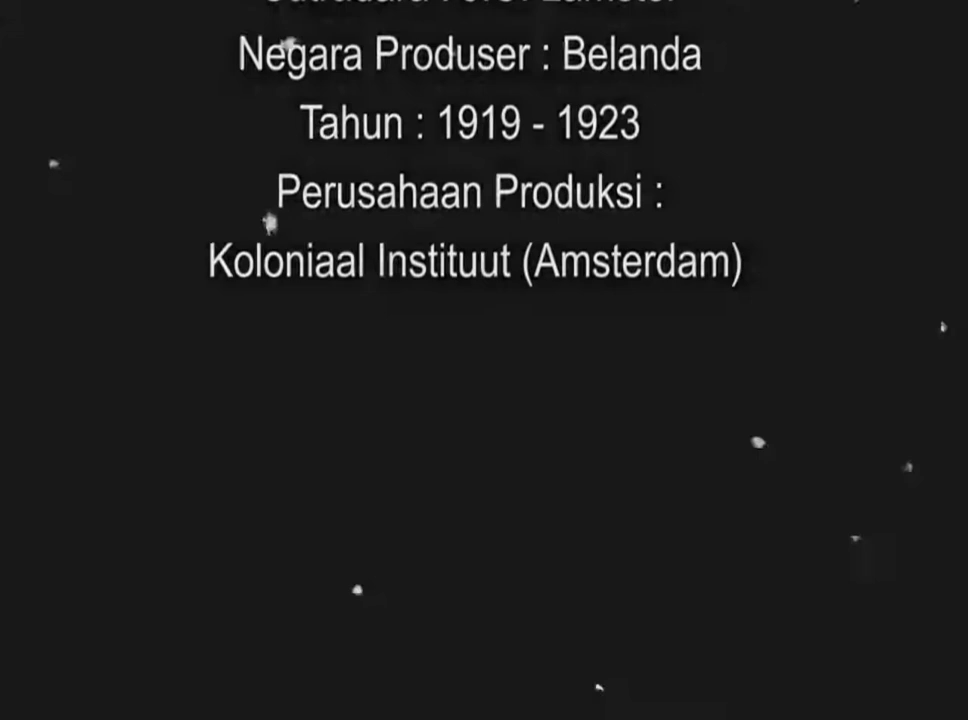 Negara Produser : Belanda
Tahun : 1919 - 1923
Perusahaan Produksi :
Koloniaal Instituut (Amsterdam)